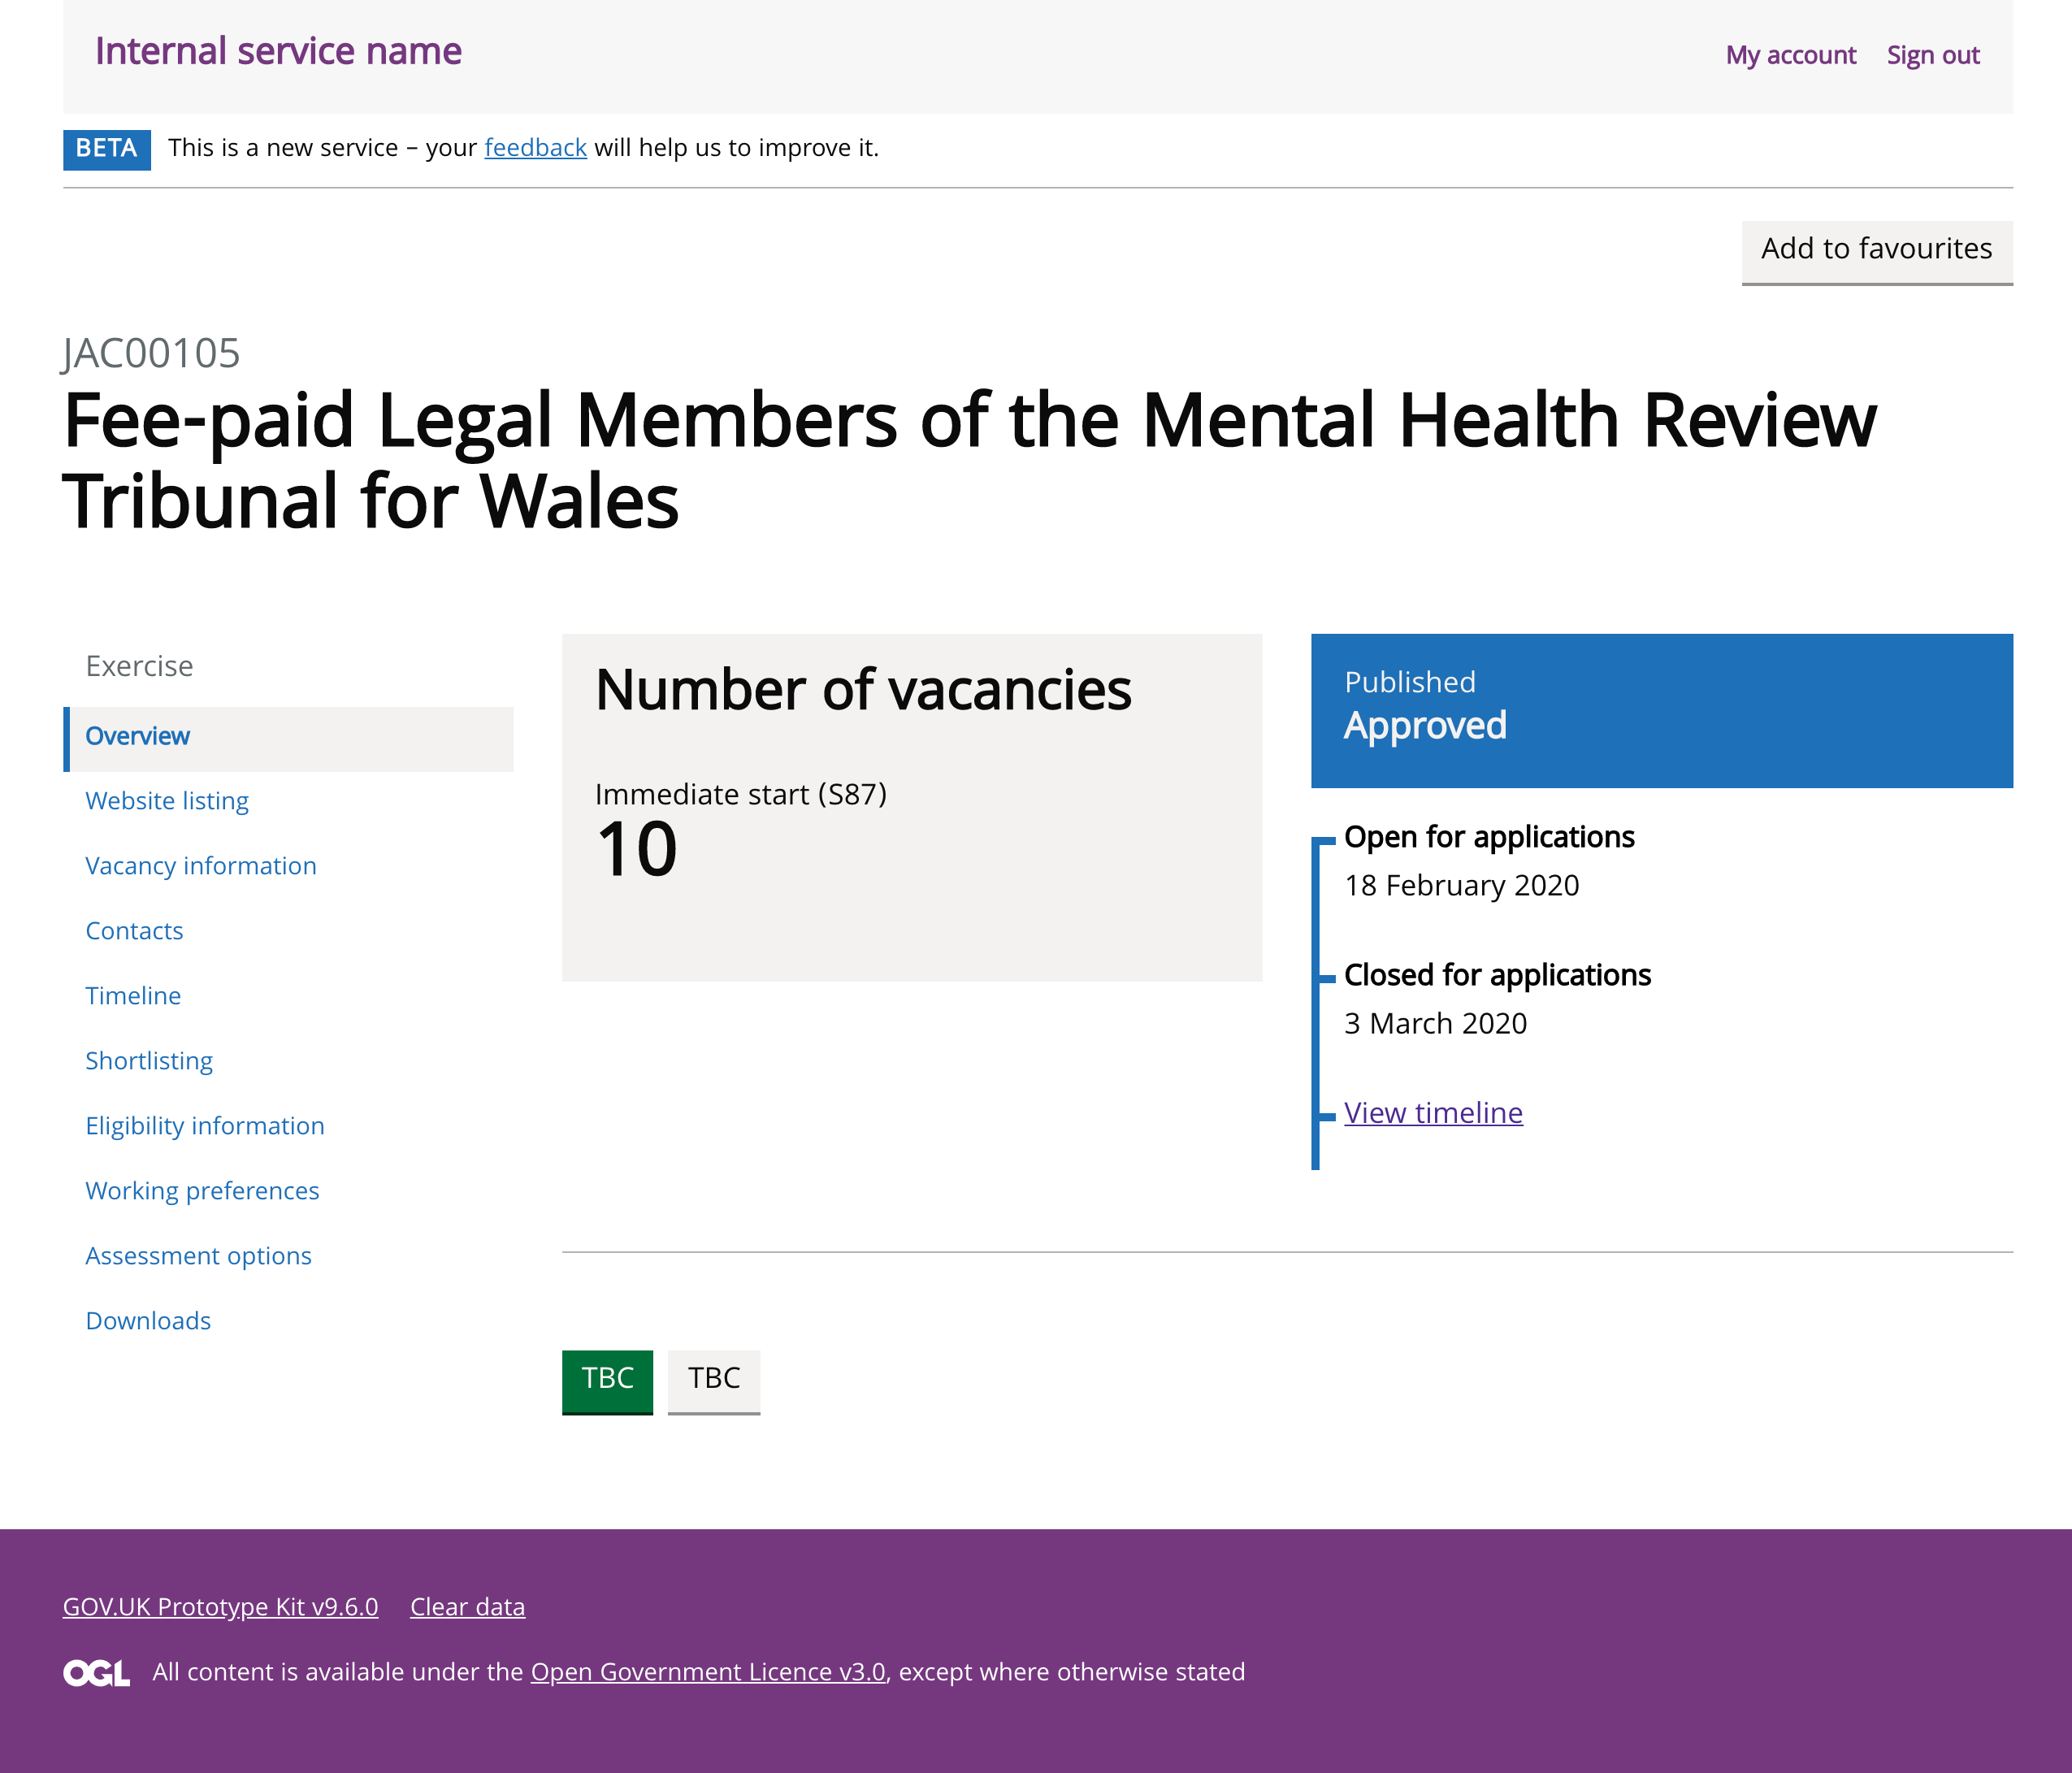 Internal service name
My account Sign out
BETA This is a new service – your feedback will help us to improve it.
Add to favourites
JAC00105
Fee-paid Legal Members of the Mental Health Review
Tribunal for Wales
Exercise
Overview
Website listing
Vacancy information
Contacts
Timeline
Shortlisting
Eligibility information
Working preferences
Assessment options
Downloads
Number of vacancies
Immediate start (S87)
10
Published
Approved
Open for applications
18 February 2020
Closed for applications
3 March 2020
View timeline
TBC TBC
GOV.UK Prototype Kit v9.6.0 Clear data
OGL All content is available under the Open Government Licence v3.0, except where otherwise stated